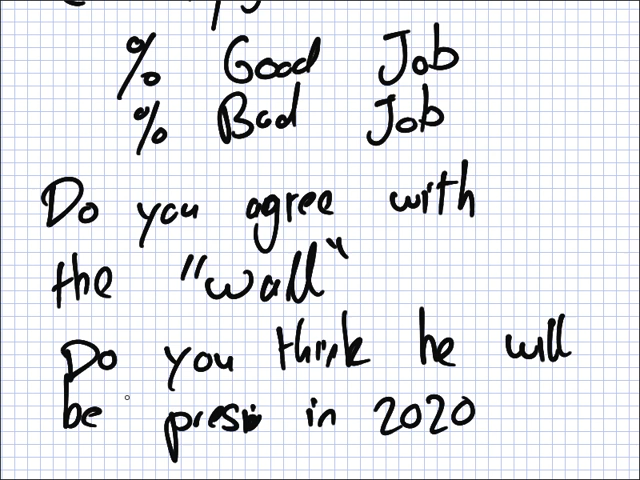 % Good Job
% Bad Job
Do you agree with
the "wall"
Do you think he will
be presi in 2020